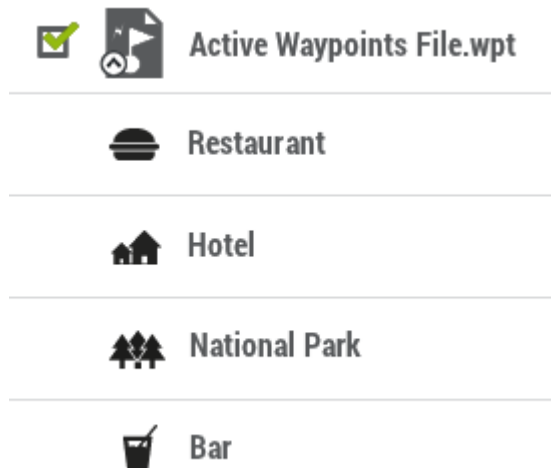 Active Waypoints File.wpt
Restaurant
Hotel
National Park
Bar